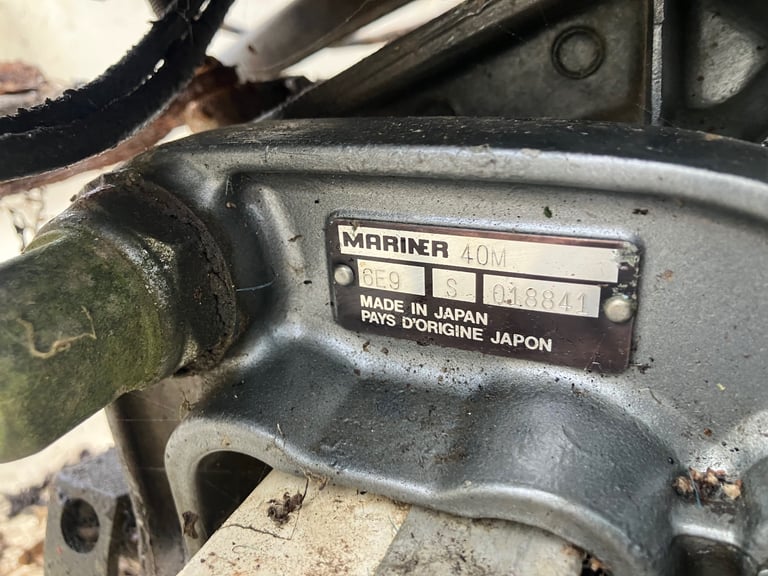 MARINER 40M
6E9 S 018841
MADE IN JAPAN
PAYS D'ORIGINE JAPON